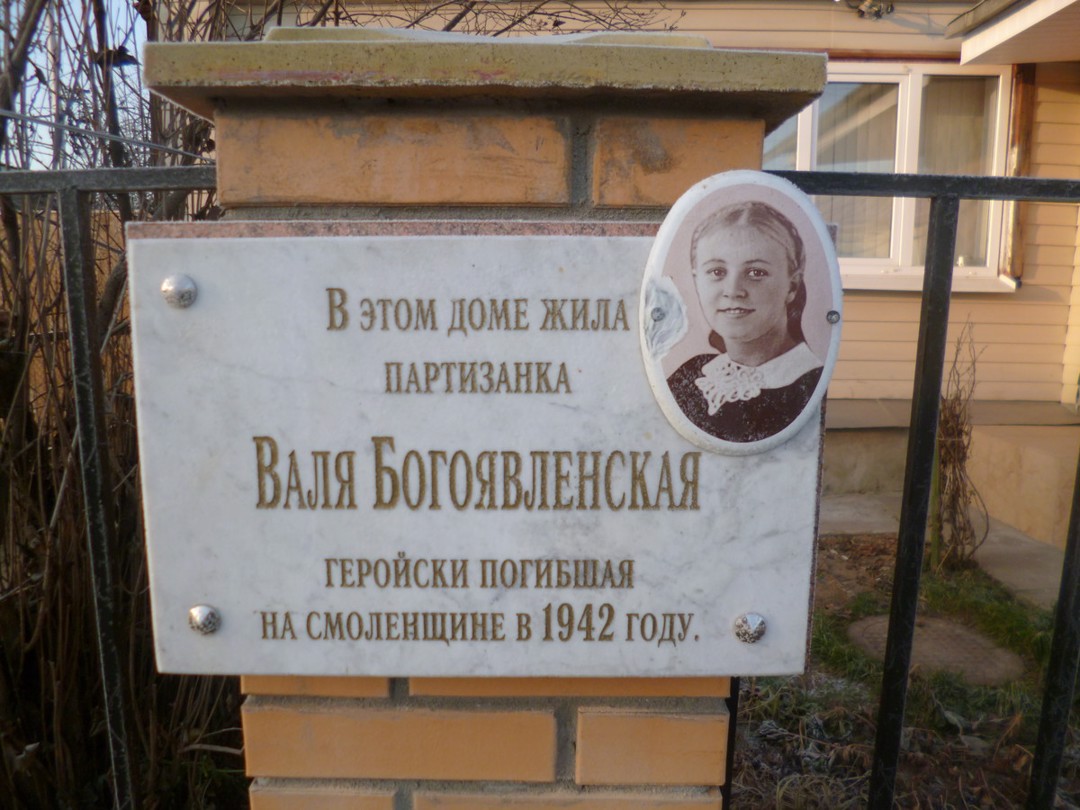 В этом доме жила
партизанка
Валя Богоявленская
геройски погибшая
на Смоленщине в 1942 году.